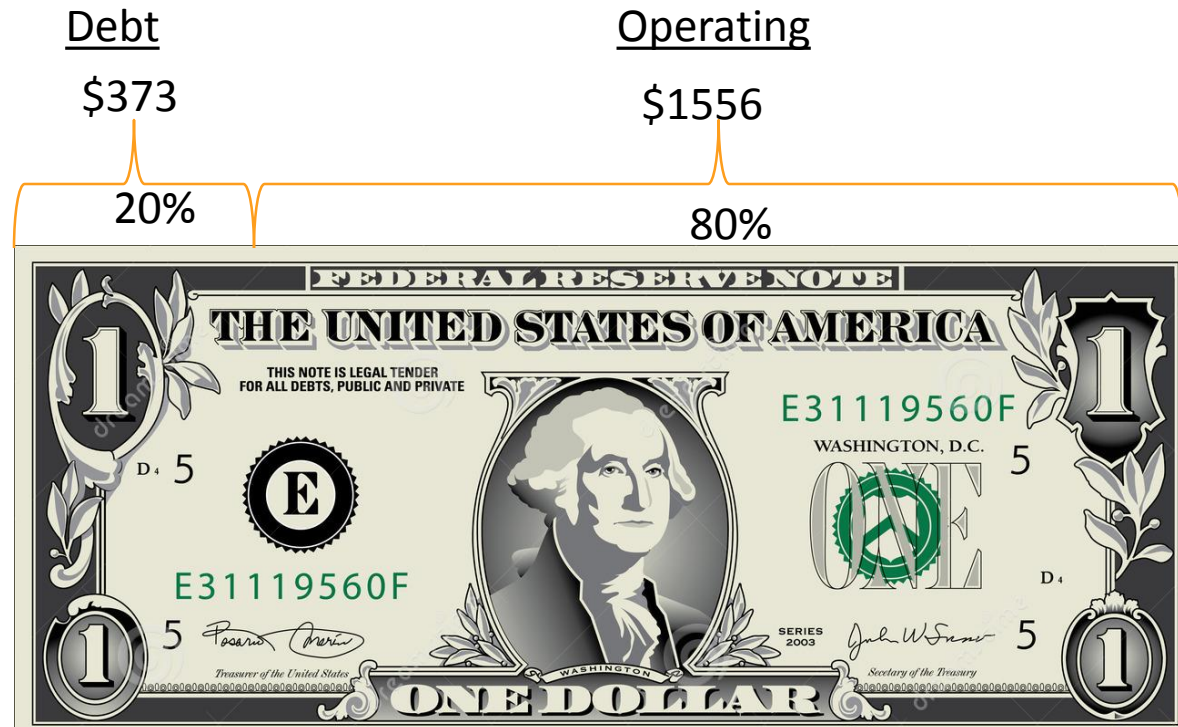 Debt
Operating
$373
$1556
20%
80%
FEDERAL RESERVE NOTE
THE UNITED STATES OF AMERICA
1
1
THIS NOTE IS LEGAL TENDER
FOR ALL DEBTS, PUBLIC AND PRIVATE
E31119560F
WASHINGTON, D.C.
D4 5
E
ONE
5
E31119560F
D4
1
5
SERIES
2003
5
1
Treasurer of the United States
WASHINGTON
Secretary of the Treasury
ONE DOLLAR